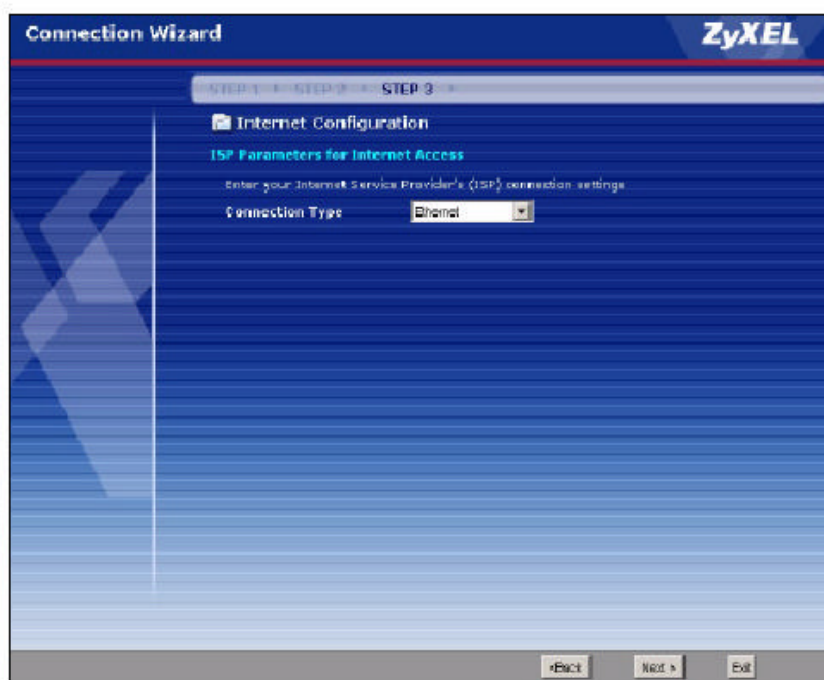 Connection Wizard
ZyXEL
STEP 1 STEP 2 STEP 3
Internet Configuration
ISP Parameters for Internet Access
Enter your Internet Service Provider's (ISP) connection settings
Connection Type Ethernet
<Back Next > Exit